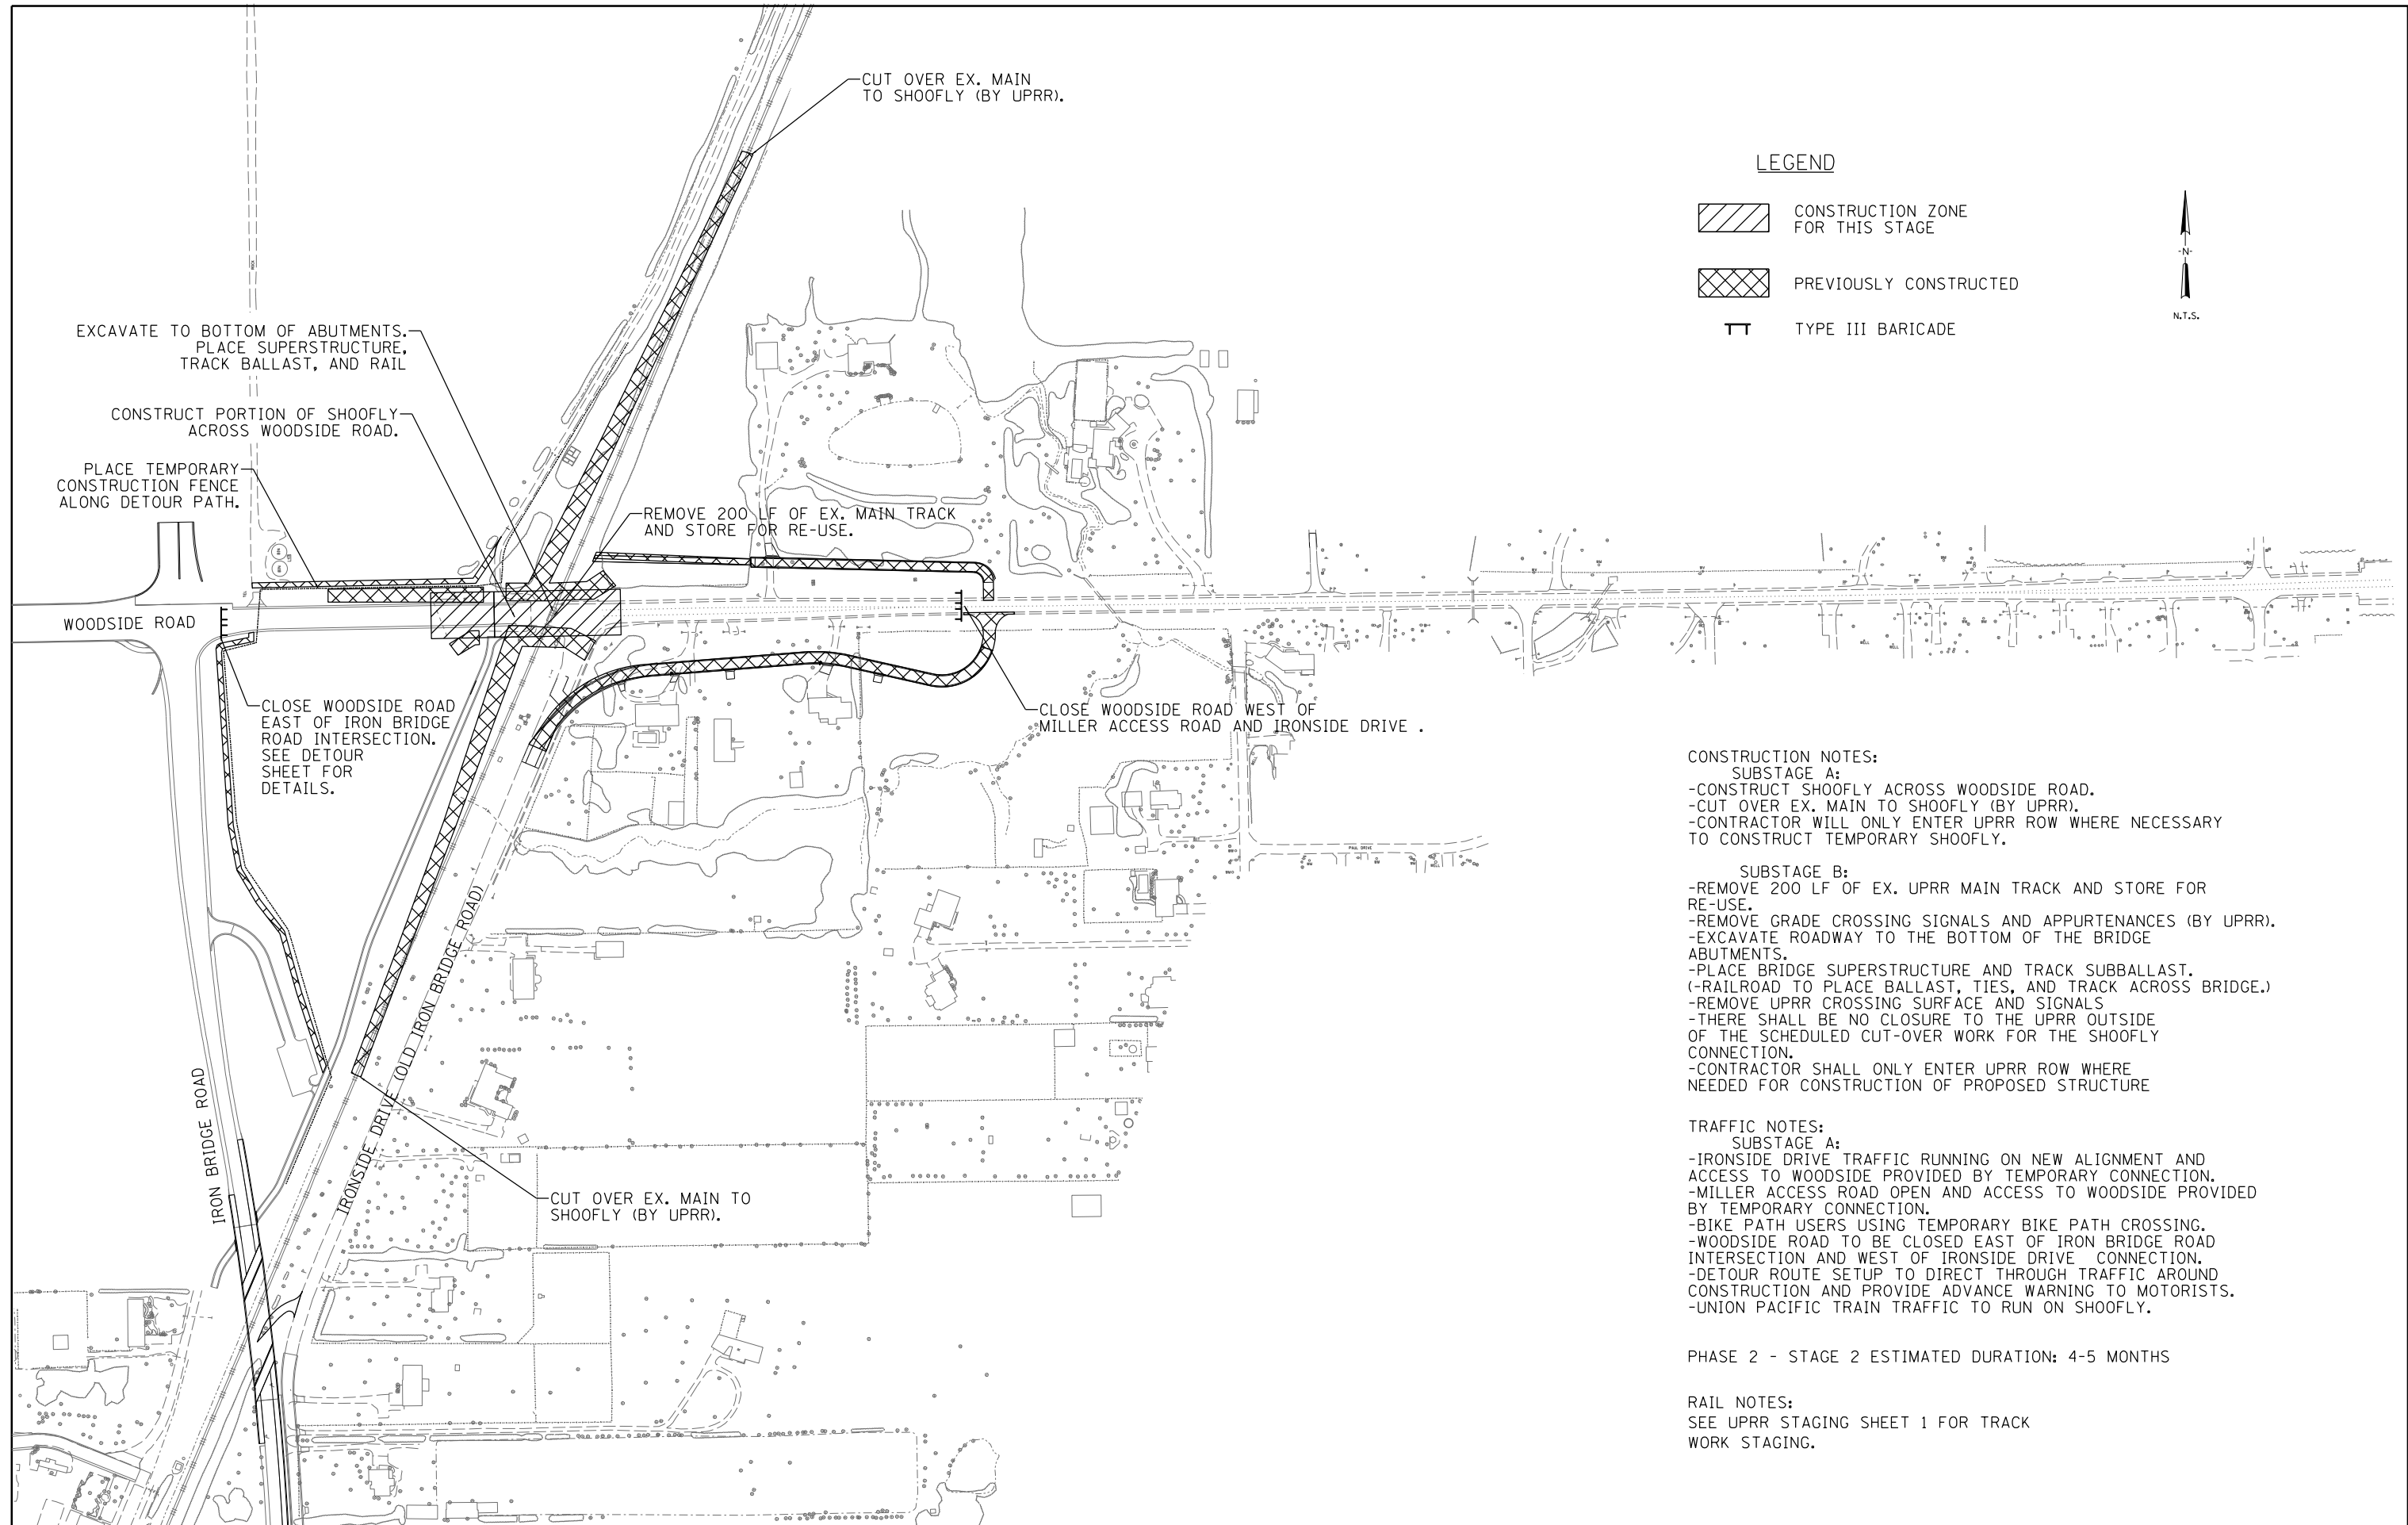 CUT OVER EX. MAIN
TO SHOOFLY (BY UPRR).
LEGEND
CONSTRUCTION ZONE
FOR THIS STAGE
PREVIOUSLY CONSTRUCTED
TYPE III BARICADE
-N-
N.T.S.
EXCAVATE TO BOTTOM OF ABUTMENTS.
PLACE SUPERSTRUCTURE,
TRACK BALLAST, AND RAIL
CONSTRUCT PORTION OF SHOOFLY
ACROSS WOODSIDE ROAD.
PLACE TEMPORARY
CONSTRUCTION FENCE
ALONG DETOUR PATH.
REMOVE 200 LF OF EX. MAIN TRACK
AND STORE FOR RE-USE.
WOODSIDE ROAD
CLOSE WOODSIDE ROAD
EAST OF IRON BRIDGE
ROAD INTERSECTION.
SEE DETOUR
SHEET FOR
DETAILS.
CLOSE WOODSIDE ROAD WEST OF
MILLER ACCESS ROAD AND IRONSIDE DRIVE .
PAUL DRIVE
IRONSIDE DRIVE (OLD IRON BRIDGE ROAD)
IRON BRIDGE ROAD
CUT OVER EX. MAIN TO
SHOOFLY (BY UPRR).
CONSTRUCTION NOTES:
SUBSTAGE A:
-CONSTRUCT SHOOFLY ACROSS WOODSIDE ROAD.
-CUT OVER EX. MAIN TO SHOOFLY (BY UPRR).
-CONTRACTOR WILL ONLY ENTER UPRR ROW WHERE NECESSARY
TO CONSTRUCT TEMPORARY SHOOFLY.
SUBSTAGE B:
-REMOVE 200 LF OF EX. UPRR MAIN TRACK AND STORE FOR
RE-USE.
-REMOVE GRADE CROSSING SIGNALS AND APPURTENANCES (BY UPRR).
-EXCAVATE ROADWAY TO THE BOTTOM OF THE BRIDGE
ABUTMENTS.
-PLACE BRIDGE SUPERSTRUCTURE AND TRACK SUBBALLAST.
(-RAILROAD TO PLACE BALLAST, TIES, AND TRACK ACROSS BRIDGE.)
-REMOVE UPRR CROSSING SURFACE AND SIGNALS
-THERE SHALL BE NO CLOSURE TO THE UPRR OUTSIDE
OF THE SCHEDULED CUT-OVER WORK FOR THE SHOOFLY
CONNECTION.
-CONTRACTOR SHALL ONLY ENTER UPRR ROW WHERE
NEEDED FOR CONSTRUCTION OF PROPOSED STRUCTURE
TRAFFIC NOTES:
SUBSTAGE A:
-IRONSIDE DRIVE TRAFFIC RUNNING ON NEW ALIGNMENT AND
ACCESS TO WOODSIDE PROVIDED BY TEMPORARY CONNECTION.
-MILLER ACCESS ROAD OPEN AND ACCESS TO WOODSIDE PROVIDED
BY TEMPORARY CONNECTION.
-BIKE PATH USERS USING TEMPORARY BIKE PATH CROSSING.
-WOODSIDE ROAD TO BE CLOSED EAST OF IRON BRIDGE ROAD
INTERSECTION AND WEST OF IRONSIDE DRIVE CONNECTION.
-DETOUR ROUTE SETUP TO DIRECT THROUGH TRAFFIC AROUND
CONSTRUCTION AND PROVIDE ADVANCE WARNING TO MOTORISTS.
-UNION PACIFIC TRAIN TRAFFIC TO RUN ON SHOOFLY.
PHASE 2 - STAGE 2 ESTIMATED DURATION: 4-5 MONTHS
RAIL NOTES:
SEE UPRR STAGING SHEET 1 FOR TRACK
WORK STAGING.